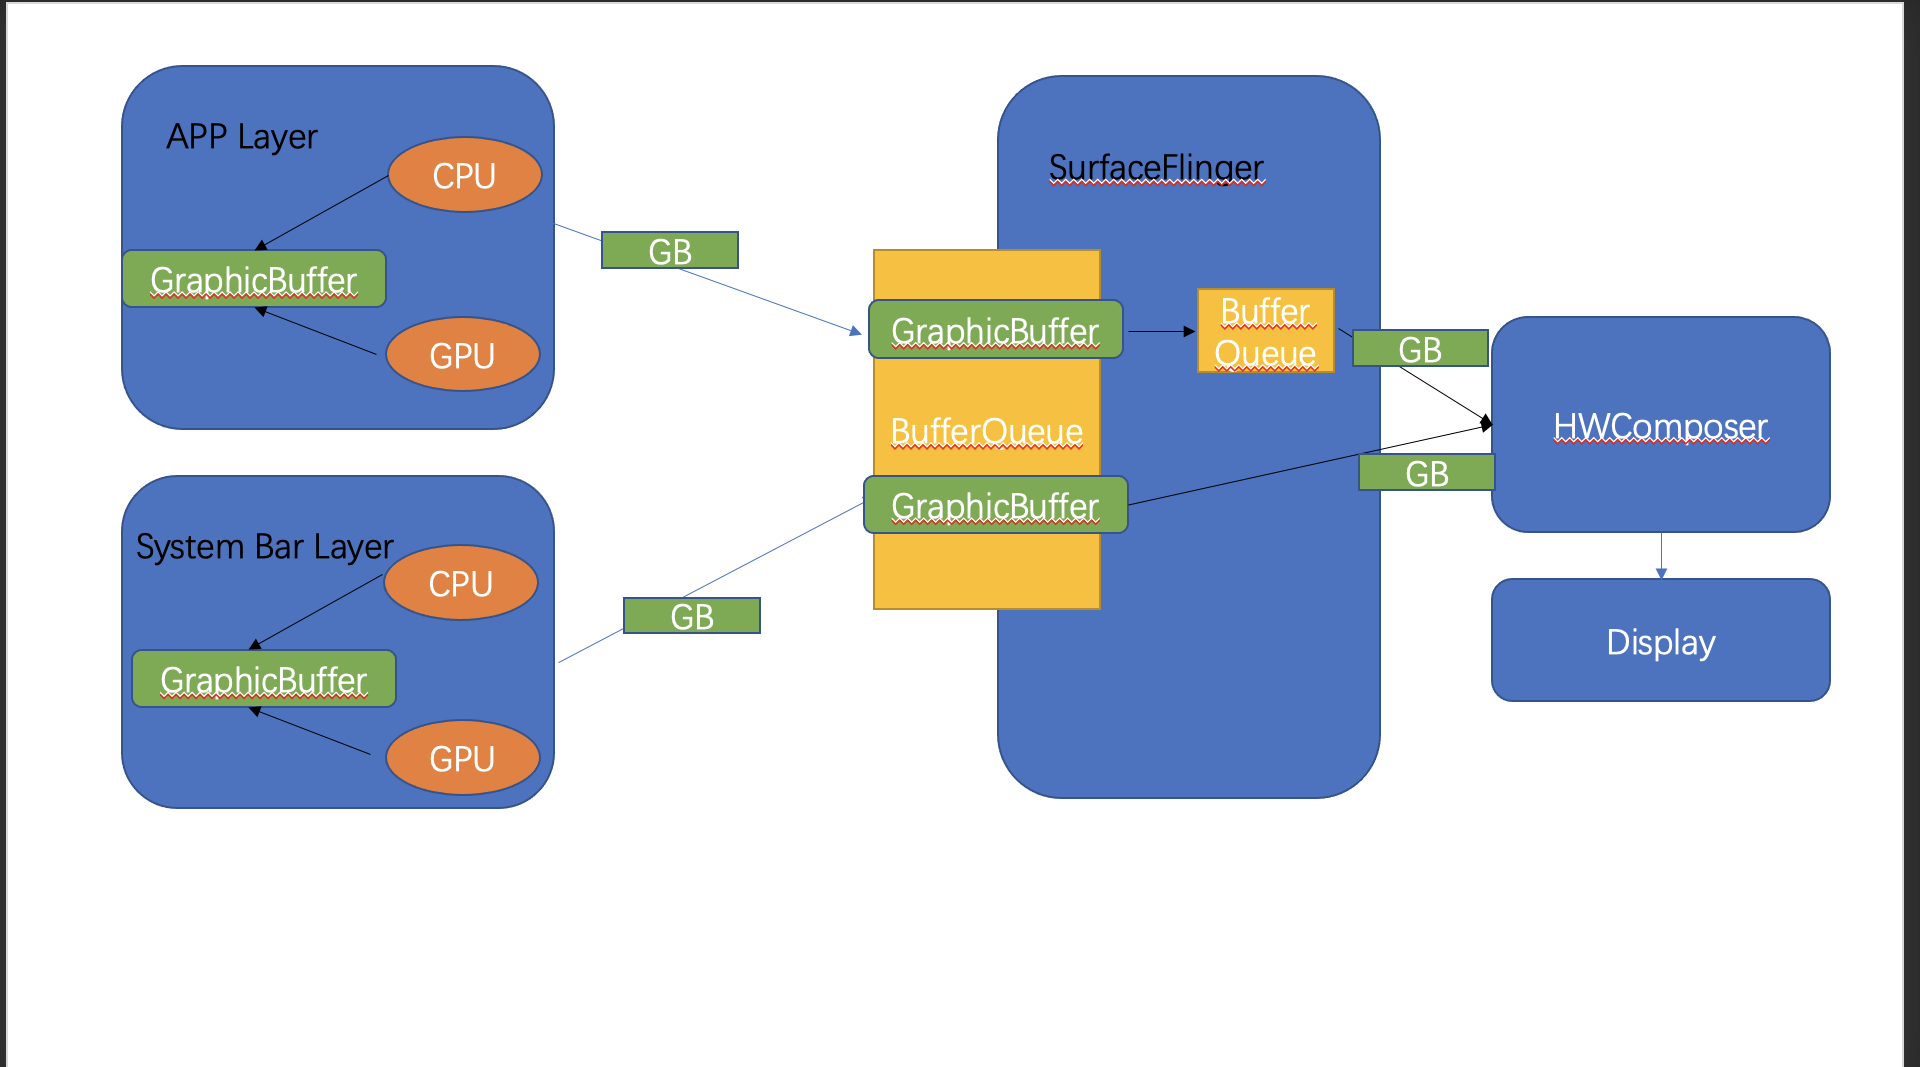 APP Layer
CPU
GraphicBuffer
GPU
GB
System Bar Layer
CPU
GraphicBuffer
GPU
GB
SurfaceFlinger
GraphicBuffer
BufferQueue
GraphicBuffer
Buffer
Queue
GB
GB
HWComposer
Display